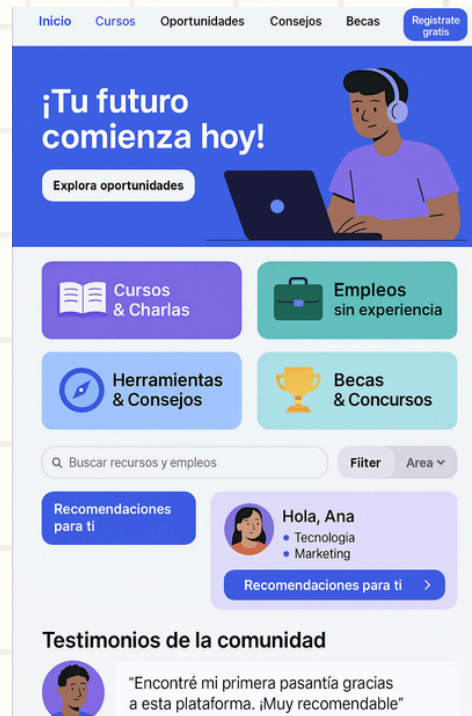 Inicio Cursos Oportunidades Consejos Becas Registrate
gratis
¡Tu futuro
comienza hoy!
Explora oportunidades
Cursos
& Charlas
Empleos
sin experiencia
Herramientas
& Consejos
Becas
& Concursos
Buscar recursos y empleos
Fiiter Area
Recomendaciones
para ti
Hola, Ana
• Tecnologia
• Marketing
Recomendaciones para ti >
Testimonios de la comunidad
“Encontré mi primera pasantía gracias
a esta plataforma. ¡Muy recomendable”